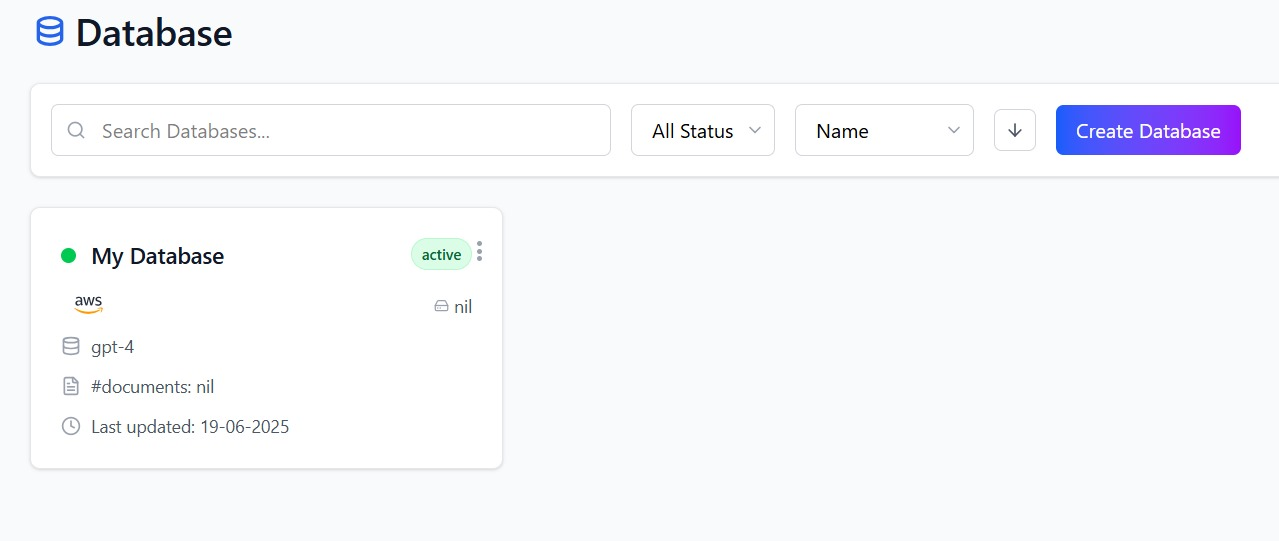 Database
Search Databases... All Status Name Create Database
My Database active
aws nil
gpt-4
#documents: nil
Last updated: 19-06-2025